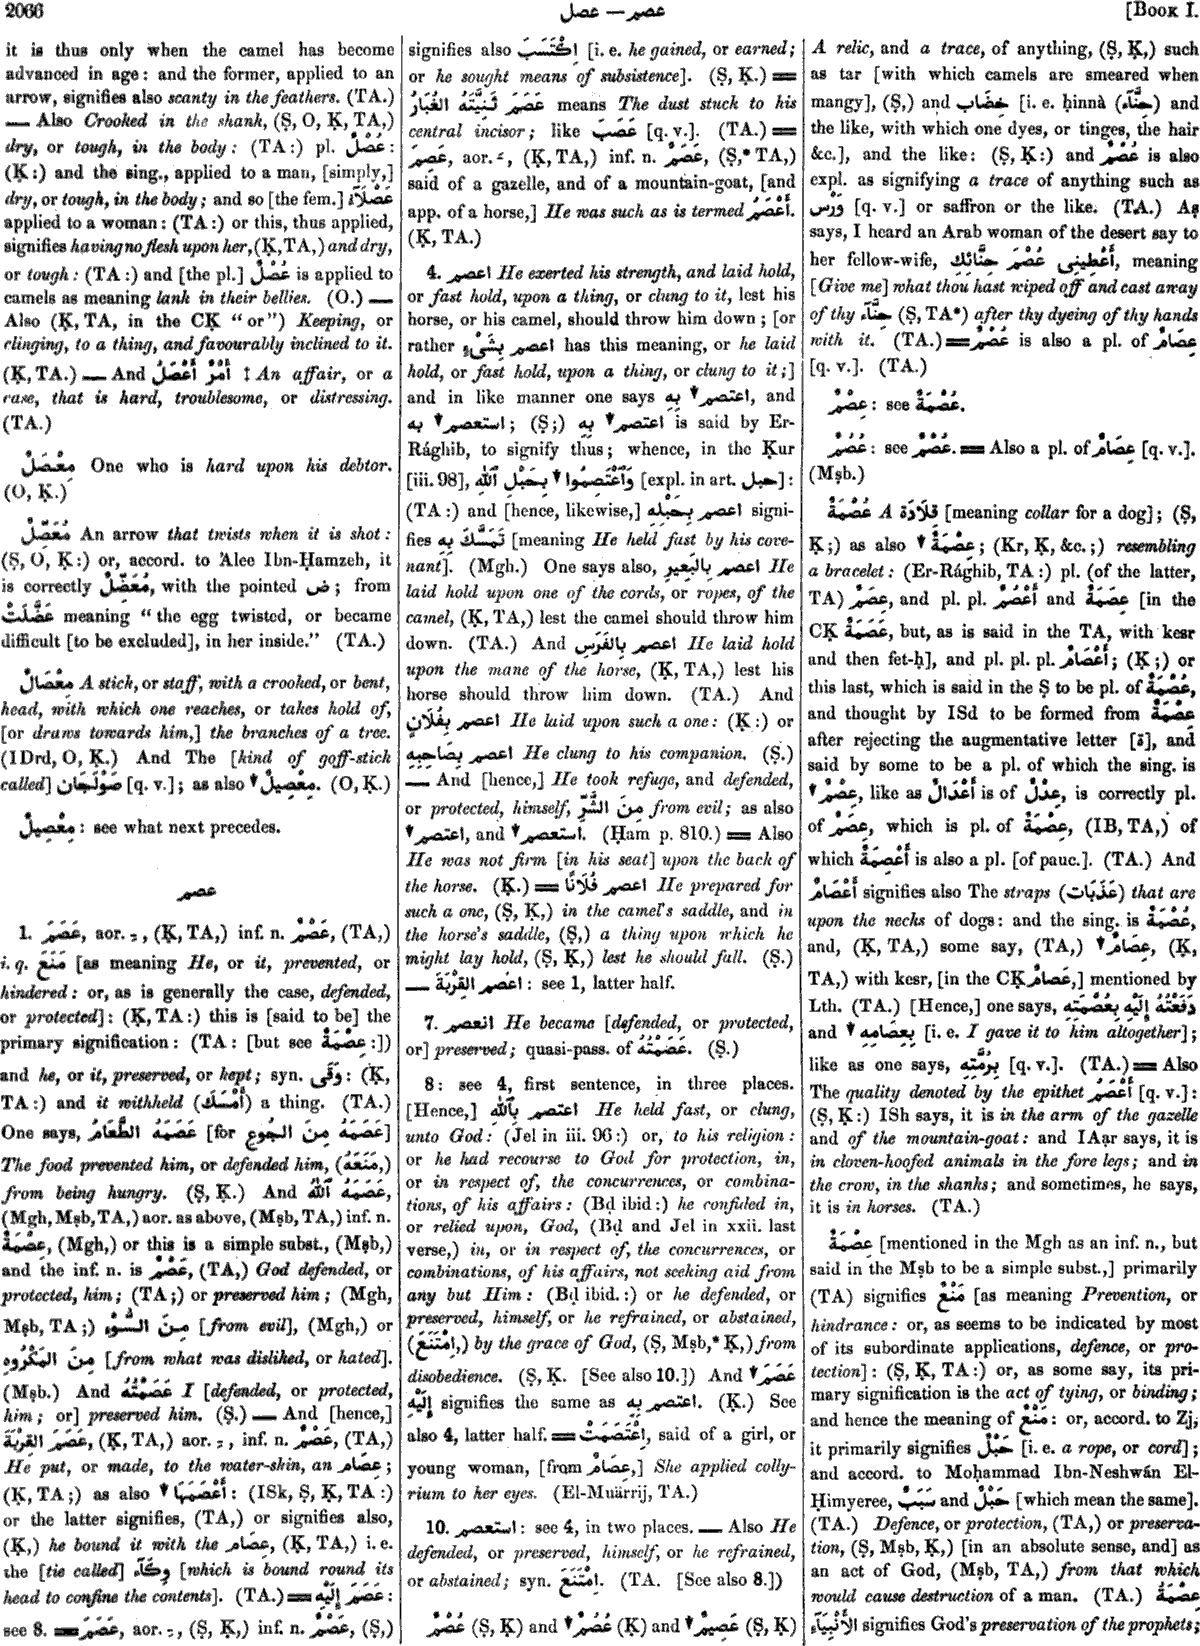 2066
عصم — عصل
[BOOK I.
it is thus only when the camel has become
advanced in age: and the former, applied to an
arrow, signifies also scanty in the feathers. (TA.)
— Also Crooked in the shank, (Ṣ, O, Ḳ, TA,)
dry, or tough, in the body: (TA:) pl. عُصْلٌ:
(Ḳ:) and the sing., applied to a man, [simply,]
dry, or tough, in the body; and so [the fem.] عَصْلَآءُ
applied to a woman: (TA:) or this, thus applied,
signifies having no flesh upon her, (Ḳ, TA,) and dry,
or tough: (TA:) and [the pl.] عُصْلٌ is applied to
camels as meaning lank in their bellies. (O.) —
Also (Ḳ, TA, in the CḲ “or”) Keeping, or
clinging, to a thing, and favourably inclined to it.
(Ḳ, TA.) — And أَمْرٌ أَعْصَلُ ‡ An affair, or a
case, that is hard, troublesome, or distressing.
(TA.)
مِعْصَلٌ One who is hard upon his debtor.
(O, Ḳ.)
مُعَصِّلٌ An arrow that twists when it is shot:
(Ṣ, O, Ḳ:) or, accord. to ʼAlee Ibn-Ḥamzeh, it
is correctly مُعَضِّلٌ, with the pointed ض; from
عَضَّلَتْ meaning “the egg twisted, or became
difficult [to be excluded], in her inside.” (TA.)
مِعْصَالٌ A stick, or staff, with a crooked, or bent,
head, with which one reaches, or takes hold of,
[or draws towards him,] the branches of a tree.
(IDrd, O, Ḳ.) And The [kind of goff-stick
called] صَوْلَجَان [q. v.]; as also ▼ مِعْصِيلٌ. (O, Ḳ.)
مِعْصِيلٌ: see what next precedes.
عصم
1. عَصَمَ, aor. ـِ, (Ḳ, TA,) inf. n. عَصْمٌ, (TA,)
i. q. مَنَعَ [as meaning He, or it, prevented, or
hindered: or, as is generally the case, defended,
or protected]: (Ḳ, TA:) this is [said to be] the
primary signification: (TA: [but see عِصْمَةٌ:])
and he, or it, preserved, or kept; syn. وَقَى: (Ḳ,
TA:) and it withheld (أَمْسَكَ) a thing. (TA.)
One says, عَصَمَهُ الطَّعَامُ [for عَصَمَهُ مِنَ الجُوعِ]
The food prevented him, or defended him, (مَنَعَهُ,)
from being hungry. (Ṣ, Ḳ.) And عَصَمَهُ ٱللّٰهُ,
(Mgh, Mṣb, TA,) aor. as above, (Mṣb, TA,) inf. n.
عِصْمَةٌ, (Mgh,) or this is a simple subst., (Mṣb,)
and the inf. n. is عَصْمٌ, (TA,) God defended, or
protected, him; (TA;) or preserved him; (Mgh,
Mṣb, TA;) مِنَ السُّوْءِ [from evil], (Mgh,) or
مِنَ المَكْرُوهِ [from what was disliked, or hated].
(Mṣb.) And عَصَمْتُهُ I [defended, or protected,
him; or] preserved him. (Ṣ.) — And [hence,]
عَصَمَ القِرْبَةَ, (Ḳ, TA,) aor. ـِ, inf. n. عَصْمٌ, (TA,)
He put, or made, to the water-skin, an عِصَام;
(Ḳ, TA;) as also ▼ أَعْصَمَهَا: (ISk, Ṣ, Ḳ, TA:)
or the latter signifies, (TA,) or signifies also,
(Ḳ,) he bound it with the عِصَام, (Ḳ, TA,) i. e.
the [tie called] وِكَآء [which is bound round its
head to confine the contents]. (TA.) ═ عَصَمَ إِلَيْهِ:
see 8. ═ عَصَمَ, aor. ـِ, (Ṣ, Ḳ,) inf. n. عَصْمٌ, (Ṣ,)
signifies also اِكْتَسَبَ [i. e. he gained, or earned;
or he sought means of subsistence]. (Ṣ, Ḳ.) ═
عَصَمَ ثَنِيَّتَهُ الغُبَارُ means The dust stuck to his
central incisor; like عَصَبَ [q. v.]. (TA.) ═
عَصِمَ, aor. ـَ, (Ḳ, TA,) inf. n. عَصَمٌ, (Ṣ,* TA,)
said of a gazelle, and of a mountain-goat, [and
app. of a horse,] He was such as is termed أَعْصَمُ.
(Ḳ, TA.)
4. اعصم He exerted his strength, and laid hold,
or fast hold, upon a thing, or clung to it, lest his
horse, or his camel, should throw him down; [or
rather اعصم بِشَىْءٍ has this meaning, or he laid
hold, or fast hold, upon a thing, or clung to it;]
and in like manner one says ▼ اعتصم بِهِ, and
▼ استعصم به; (Ṣ;) ▼ اعتصم بِهِ is said by Er-
Rághib, to signify thus; whence, in the Ḳur
[iii. 98], ▼ وَٱعْتَصِمُوا بِحَبْلِ ٱللّٰهِ [expl. in art. حبل]:
(TA:) and [hence, likewise,] اعصم بِحَبْلِهِ signi-
fies تَمَسَّكَ بِهِ [meaning He held fast by his cove-
nant]. (Mgh.) One says also, اعصم بِالْبَعِيرِ He
laid hold upon one of the cords, or ropes, of the
camel, (Ḳ, TA,) lest the camel should throw him
down. (TA.) And اعصم بِالفَرَسِ He laid hold
upon the mane of the horse, (Ḳ, TA,) lest his
horse should throw him down. (TA.) And
اعصم بِفُلَانٍ He laid upon such a one: (Ḳ:) or
اعصم بِصَاحِبِهِ He clung to his companion. (Ṣ.)
— And [hence,] He took refuge, and defended,
or protected, himself, مِنَ الشَّرِّ from evil; as also
▼ اعتصم, and ▼ استعصم. (Ḥam p. 810.) ═ Also
He was not firm [in his seat] upon the back of
the horse. (Ḳ.) ═ اعصم فُلَانًا He prepared for
such a one, (Ṣ, Ḳ,) in the camel's saddle, and in
the horse's saddle, (Ṣ,) a thing upon which he
might lay hold, (Ṣ, Ḳ,) lest he should fall. (Ṣ.)
— اعصم القِرْبَةَ: see 1, latter half.
7. انعصم He became [defended, or protected,
or] preserved; quasi-pass. of عَصَمْتُهُ. (Ṣ.)
8: see 4, first sentence, in three places.
[Hence,] اعتصم بِٱللّٰهِ He held fast, or clung,
unto God: (Jel in iii. 96:) or, to his religion:
or he had recourse to God for protection, in,
or in respect of, the concurrences, or combina-
tions, of his affairs: (Bḍ ibid:) he confided in,
or relied upon, God, (Bḍ and Jel in xxii. last
verse,) in, or in respect of, the concurrences, or
combinations, of his affairs, not seeking aid from
any but Him: (Bḍ ibid.:) or he defended, or
preserved, himself, or he refrained, or abstained,
(اِمْتَنَعَ,) by the grace of God, (Ṣ, Mṣb,* Ḳ,) from
disobedience. (Ṣ, Ḳ. [See also 10.]) And ▼ عَصَمَ
إِلَيْهِ signifies the same as اعتصم بِهِ. (Ḳ.) See
also 4, latter half. ═ اِعْتَصَمَتْ, said of a girl, or
young woman, [from عِصَامٌ,] She applied colly-
rium to her eyes. (El-Muärrij, TA.)
10. استعصم: see 4, in two places. — Also He
defended, or preserved, himself, or he refrained,
or abstained; syn. اِمْتَنَعَ. (TA. [See also 8.])
عُصْمٌ (Ṣ, Ḳ) and ▼ عُصُمٌ (Ḳ) and ▼ عَصِيمٌ (Ṣ, Ḳ)
A relic, and a trace, of anything, (Ṣ, Ḳ,) such
as tar [with which camels are smeared when
mangy], (Ṣ,) and خِضَاب [i. e. ḥinnà (حِنَّآء) and
the like, with which one dyes, or tinges, the hair
&c.], and the like: (Ṣ, Ḳ:) and عُصْمٌ is also
expl. as signifying a trace of anything such as
وَرْس [q. v.] or saffron or the like. (TA.) Aṣ
says, I heard an Arab woman of the desert say to
her fellow-wife, أَعْطِينِى عُصْمَ حِنَّائِكِ, meaning
[Give me] what thou hast wiped off and cast away
of thy حِنَّآء (Ṣ, TA*) after thy dyeing of thy hands
with it. (TA.) ═ عُصْمٌ is also a pl. of عِصَامٌ
[q. v.]. (TA.)
عِصْمٌ: see عُصْمَةٌ.
عُصُمٌ: see عُصْمٌ. ═ Also a pl. of عِصَامٌ [q. v.].
(Mṣb.)
عُصْمَةٌ A قِلَادَة [meaning collar for a dog]; (Ṣ,
Ḳ;) as also ▼ عِصْمَةٌ; (Kr, Ḳ, &c.;) resembling
a bracelet: (Er-Rághib, TA:) pl. (of the latter,
TA) عِصَمٌ, and pl. pl. أَعْصُمٌ and عِصَمَةٌ [in the
CḲ عَصَمَةٌ, but, as is said in the TA, with kesr
and then fet-ḥ], and pl. pl. pl. أَعْصَامٌ; (Ḳ;) or
this last, which is said in the Ṣ to be pl. of عُصْمَةٌ,
and thought by ISd to be formed from عِصْمَةٌ
after rejecting the augmentative letter [ة], and
said by some to be a pl. of which the sing. is
▼ عِصْمٌ, like as أَعْدَالٌ is of عِدْلٌ, is correctly pl.
of عِصَمٌ, which is pl. of عِصْمَةٌ, (IB, TA,) of
which أَعْصِمَةٌ is also a pl. [of pauc.]. (TA.) And
أَعْصَامٌ signifies also The straps (عَذَبَات) that are
upon the necks of dogs: and the sing. is عُصْمَةٌ,
and, (Ḳ, TA,) some say, (TA,) ▼ عِصَامٌ, (Ḳ,
TA,) with kesr, [in the CḲ عَصَامٌ,] mentioned by
Lth. (TA.) [Hence,] one says, دَفَعْتُهُ إِلَيْهِ بِعُصْمَتِهِ
and ▼ بِعِصَامِهِ [i. e. I gave it to him altogether];
like as one says, بِرُمَّتِهِ [q. v.]. (TA.) ═ Also
The quality denoted by the epithet أَعْصَمُ [q. v.]:
(Ṣ, Ḳ:) ISh says, it is in the arm of the gazelle
and of the mountain-goat: and IAạr says, it is
in cloven-hoofed animals in the fore legs; and in
the crow, in the shanks; and sometimes, he says,
it is in horses. (TA.)
عِصْمَةٌ [mentioned in the Mgh as an inf. n., but
said in the Mṣb to be a simple subst.,] primarily
(TA) signifies مَنْعٌ [as meaning Prevention, or
hindrance: or, as seems to be indicated by most
of its subordinate applications, defence, or pro-
tection]: (Ṣ, Ḳ, TA:) or, as some say, its pri-
mary signification is the act of tying, or binding;
and hence the meaning of مَنْعٌ: or, accord. to Zj,
it primarily signifies حَبْلٌ [i. e. a rope, or cord];
and accord. to Moḥammad Ibn-Neshwán El-
Ḥimyeree, سَبَبٌ and حَبْلٌ [which mean the same].
(TA.) Defence, or protection, (TA,) or preserva-
tion, (Ṣ, Mṣb, Ḳ,) [in an absolute sense, and] as
an act of God, (Mṣb, TA,) from that which
would cause destruction of a man. (TA.) عِصْمَةُ
الأَنْبِيَآءِ signifies God's preservation of the prophets;